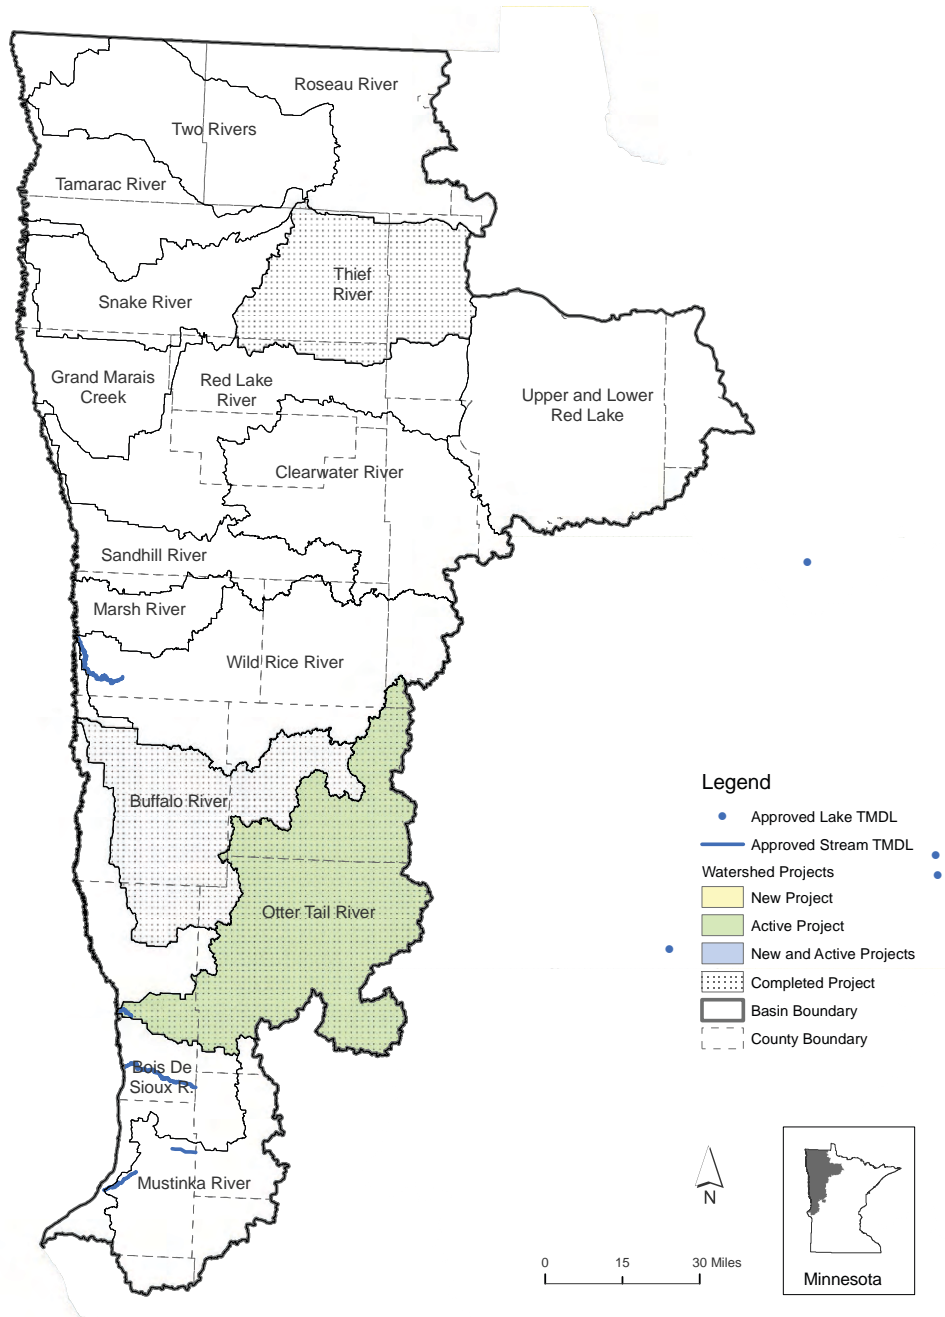 Roseau River
Two Rivers
Tamarac River
Thief
River
Snake River
Grand Marais
Creek
Red Lake
River
Upper and Lower
Red Lake
Clearwater River
Sandhill River
Marsh River
Wild Rice River
Buffalo River
Otter Tail River
Bois De
Sioux R.
Mustinka River
Legend
Approved Lake TMDL
Approved Stream TMDL
Watershed Projects
New Project
Active Project
New and Active Projects
Completed Project
Basin Boundary
County Boundary
N
0 15 30 Miles
Minnesota